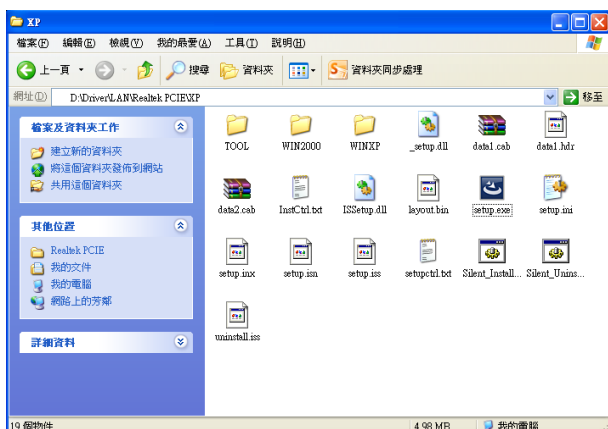 XP
檔案(F) 編輯(E) 檢視(V) 我的最愛(A) 工具(T) 說明(H)
上一頁 搜尋 資料夾 資料夾同步處理
網址(D) D:\Driver\LAN\Realtek PCIE\XP 移至
檔案及資料夾工作
建立新的資料夾
將這個資料夾發佈到網站
共用這個資料夾
其他位置
Realtek PCIE
我的文件
我的電腦
網路上的芳鄰
詳細資料
TOOL WIN2000 WINXP _setup.dll data1.cab data1.hdr
data2.cab InstCtrl.txt ISSetup.dll layout.bin setup.exe setup.ini
setup.inx setup.isn setup.iss setupctrl.txt Silent_Install... Silent_Unins...
uninstall.iss
19 個物件 4.98 MB 我的電腦